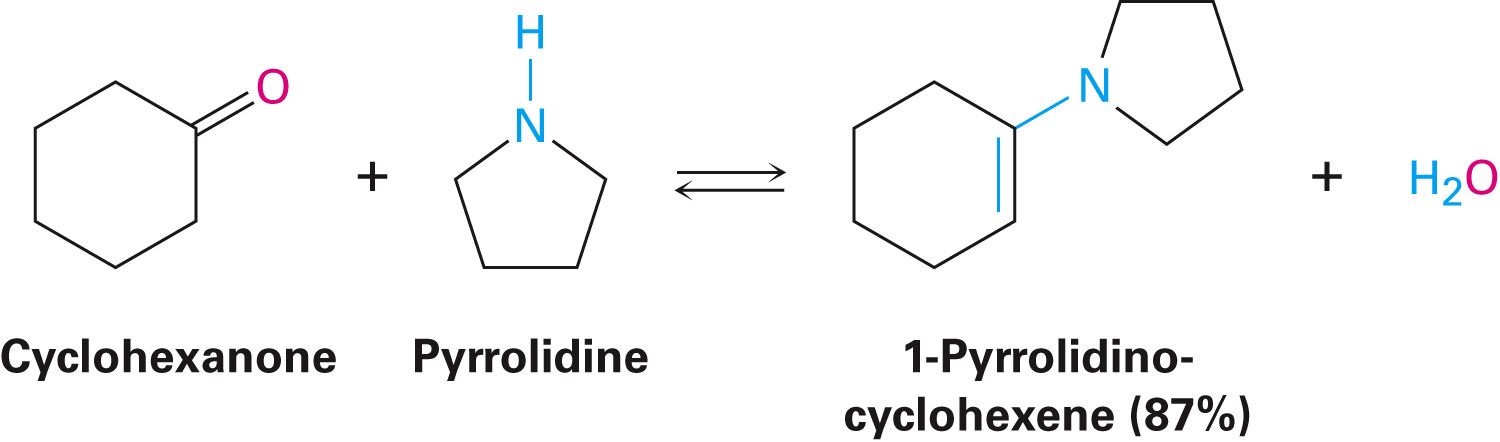 H
O
N
N
+
+
H₂O
Cyclohexanone
Pyrrolidine
1-Pyrrolidino-
cyclohexene (87%)